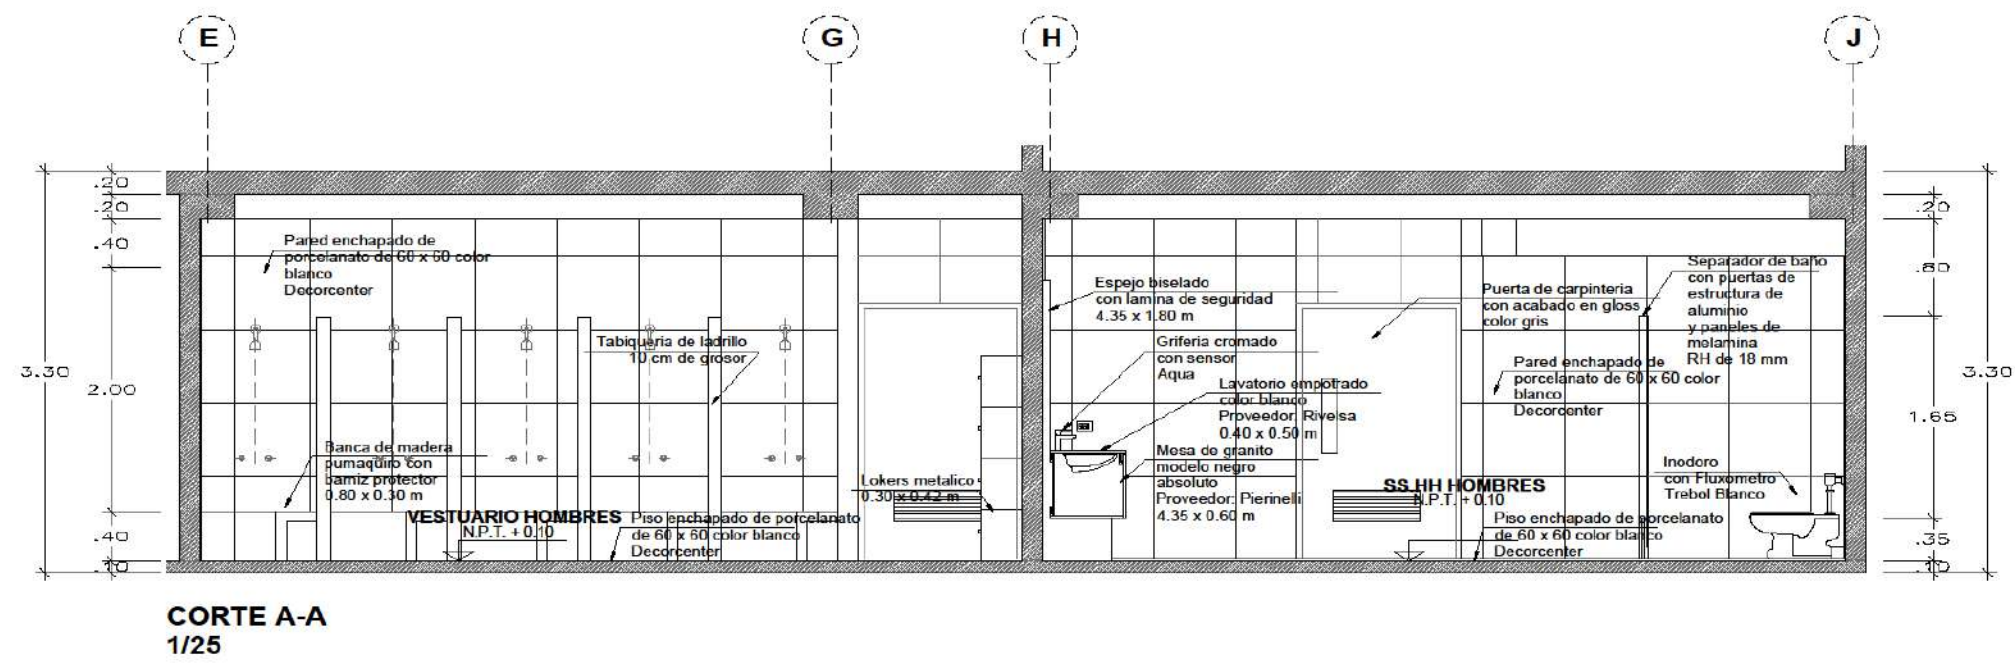 E
G
H
J
.20
.20
.40
2.00
.40
.10
3.30
Pared enchapado de
porcelanato de 60 x 60 color
blanco
Decorcenter
Tabiqueria de ladrillo
10 cm de grosor
Banca de madera
pumaquiro con
barniz protector
0.80 x 0.30 m
VESTUARIO HOMBRES
N.P.T. + 0.10
Piso enchapado de porcelanato
de 60 x 60 color blanco
Decorcenter
Lokers metalico
0.30 x 0.42 m
Espejo biselado
con lamina de seguridad
4.35 x 1.80 m
Griferia cromado
con sensor
Aqua
Lavatorio empotrado
color blanco
Proveedor: Rivelsa
0.40 x 0.50 m
Mesa de granito
modelo negro
absoluto
Proveedor: Pierinelli
4.35 x 0.60 m
Puerta de carpinteria
con acabado en gloss
color gris
Separador de baño
con puertas de
estructura de
aluminio
y paneles de
melamina
RH de 18 mm
Pared enchapado de
porcelanato de 60 x 60 color
blanco
Decorcenter
SS.HH HOMBRES
N.P.T. + 0.10
Inodoro
con Fluxometro
Trebol Blanco
Piso enchapado de porcelanato
de 60 x 60 color blanco
Decorcenter
.20
.80
1.65
.35
.10
3.30
CORTE A-A
1/25